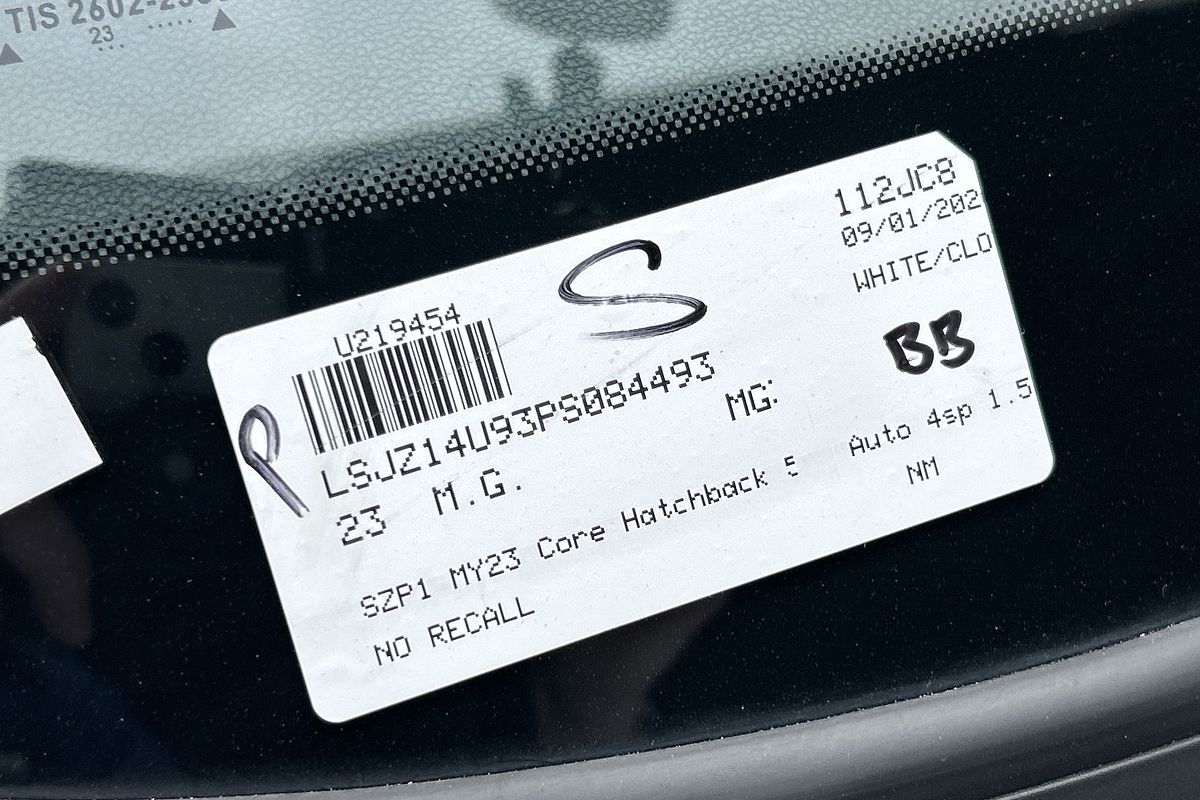 TIS 2602-2
23
112JC8
09/01/202
WHITE/CLO
S
BB
U219454
P
LSJZ14U93PS084493
MG:
23 M.G.
Auto 4sp 1.5
SZP1 MY23 Core Hatchback 5
NM
NO RECALL